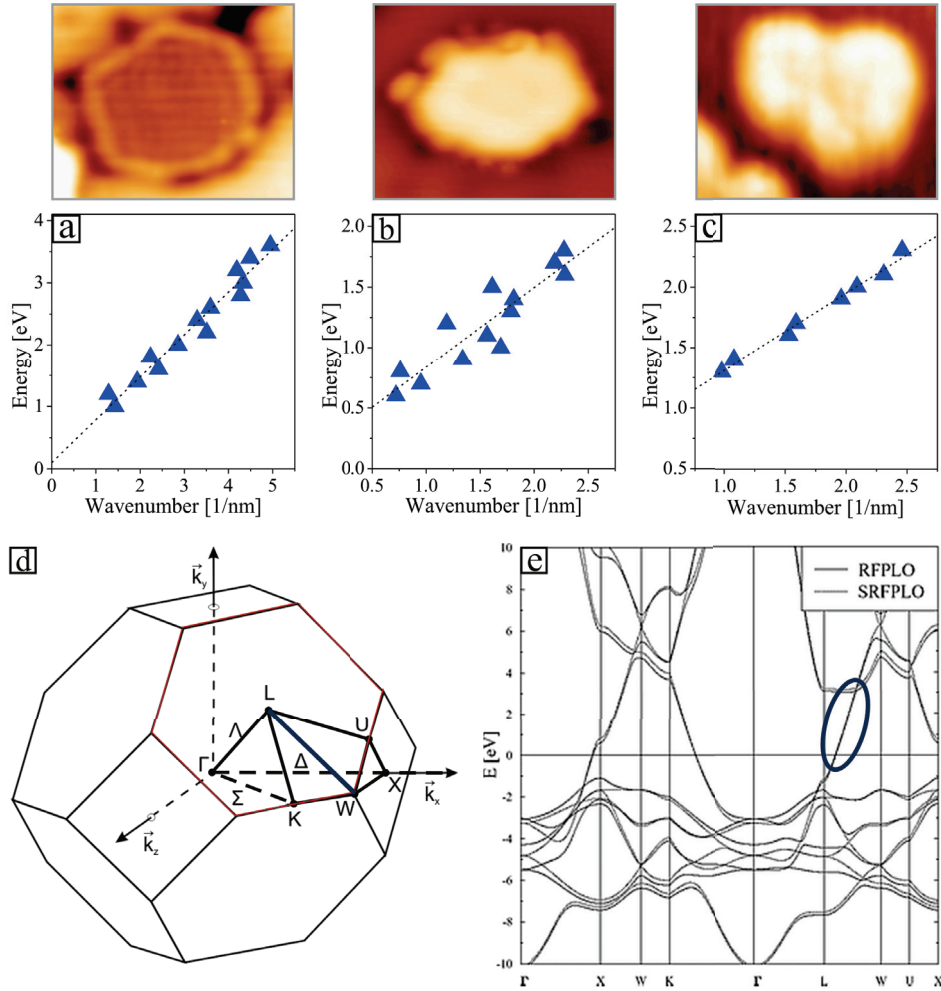 a
4
3
2
1
0
Energy [eV]
0 1 2 3 4 5
Wavenumber [1/nm]
b
2.0
1.5
1.0
0.5
0.0
Energy [eV]
0.5 1.0 1.5 2.0 2.5
Wavenumber [1/nm]
c
2.5
2.0
1.5
1.0
0.5
Energy [eV]
1.0 1.5 2.0 2.5
Wavenumber [1/nm]
d
k⃗y
L
Λ
U
Γ
Δ
X
k⃗x
Σ
K
W
k⃗z
e
RFPLO
SRFPLO
10
8
6
4
2
0
-2
-4
-6
-8
-10
E [eV]
Γ X W K Γ L W U X